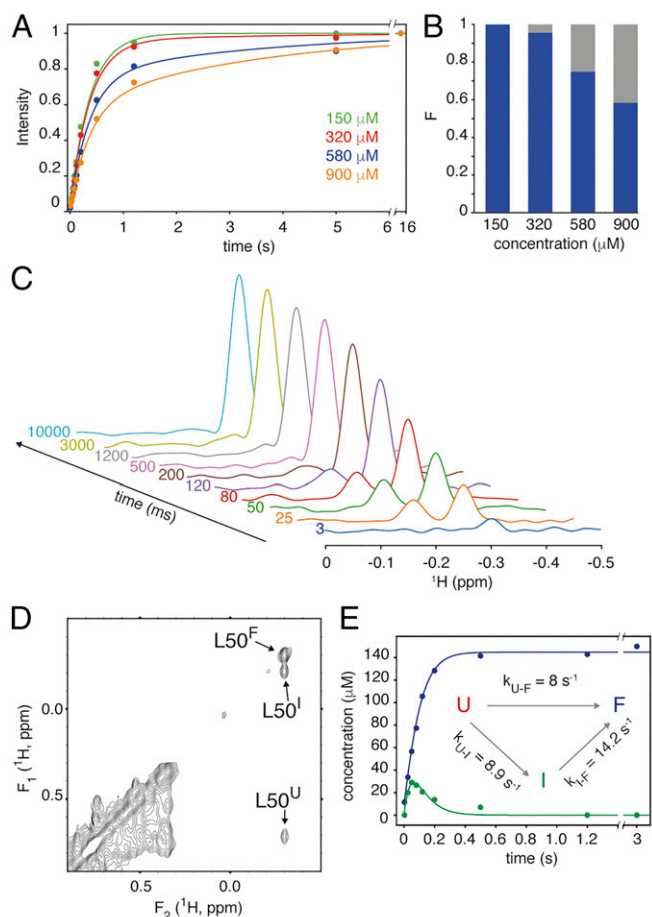 A
Intensity
1
0.8
0.6
0.4
0.2
0
150 μM
320 μM
580 μM
900 μM
0 1 2 3 4 5 6 16
time (s)
B
F
1
0.8
0.6
0.4
0.2
0
150 320 580 900
concentration (μM)
C
10000
3000
1200
500
200
120
80
50
25
3
time (ms)
0 -0.1 -0.2 -0.3 -0.4 -0.5
¹H (ppm)
D
L50^F
L50^I
L50^U
F₁ (¹H, ppm)
0.0
0.5
0.5 0.0
F₂ (¹H, ppm)
E
concentration (μM)
140
120
100
80
60
40
20
0
k_U-F = 8 s⁻¹
U F
k_U-I = 8.9 s⁻¹
I
k_I-F = 14.2 s⁻¹
0 0.2 0.4 0.6 1.2 3
time (s)